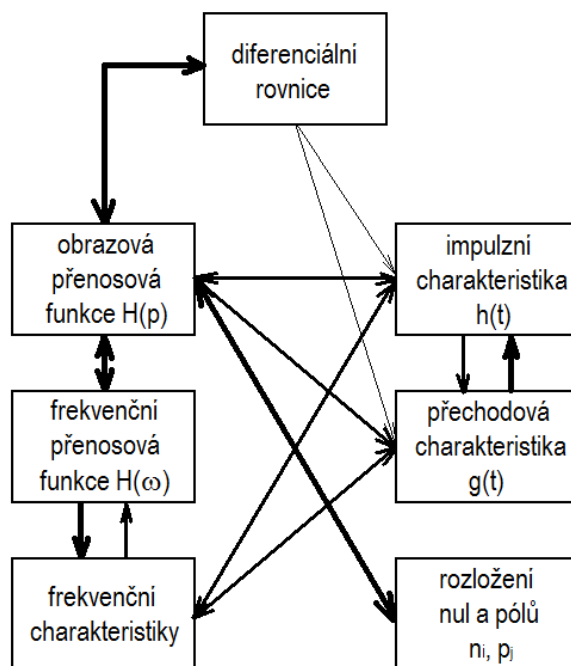 diferenciální
rovnice
obrazová
přenosová
funkce H(p)
impulzní
charakteristika
h(t)
frekvenční
přenosová
funkce H(ω)
přechodová
charakteristika
g(t)
frekvenční
charakteristiky
rozložení
nul a pólů
ni, pj